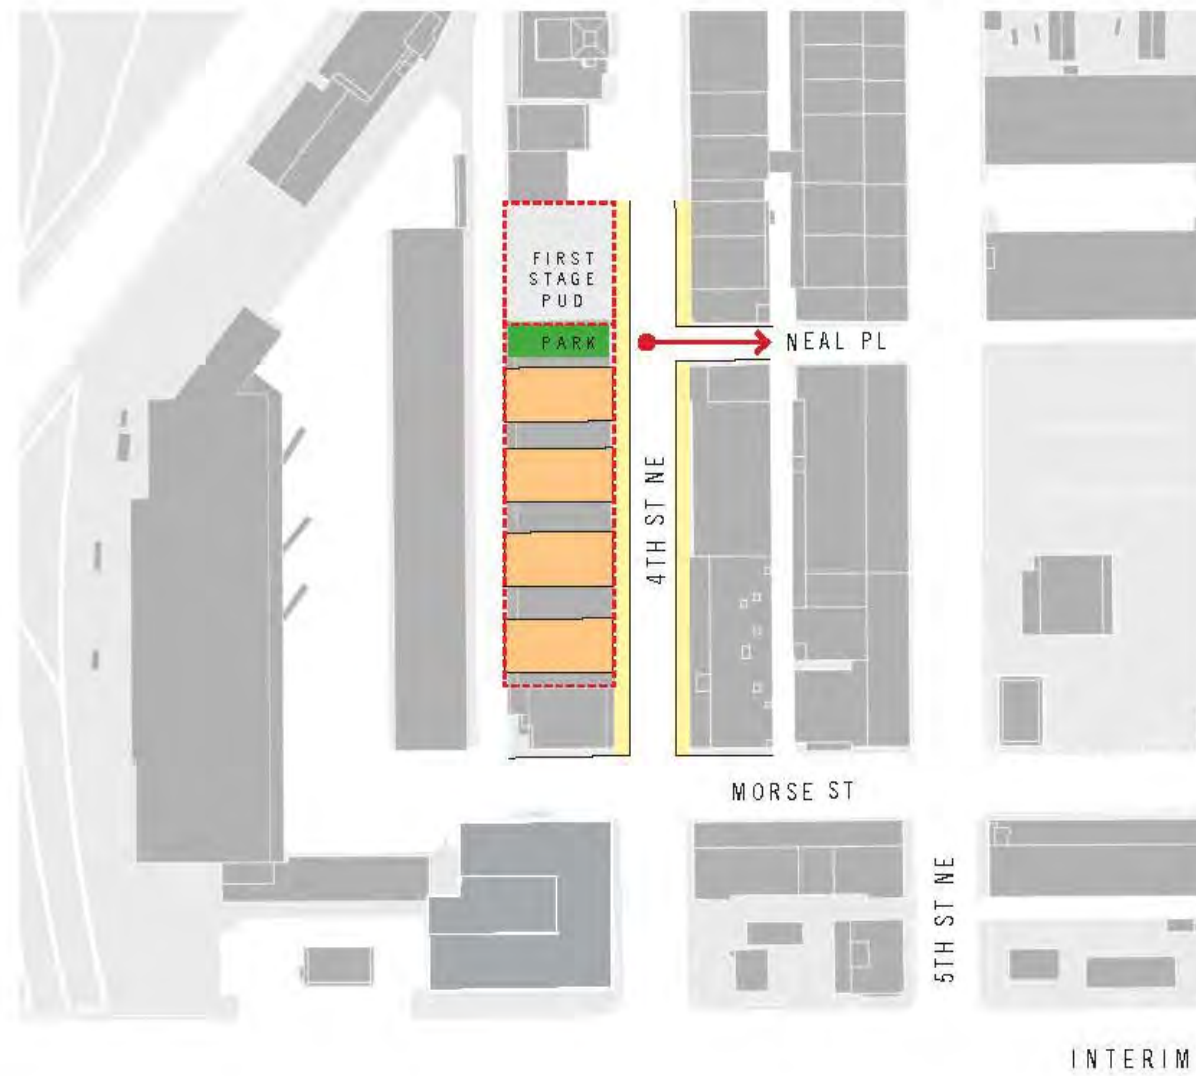 FIRST
STAGE
PUD
PARK
NEAL PL
4TH ST NE
MORSE ST
5TH ST NE
INTERIM